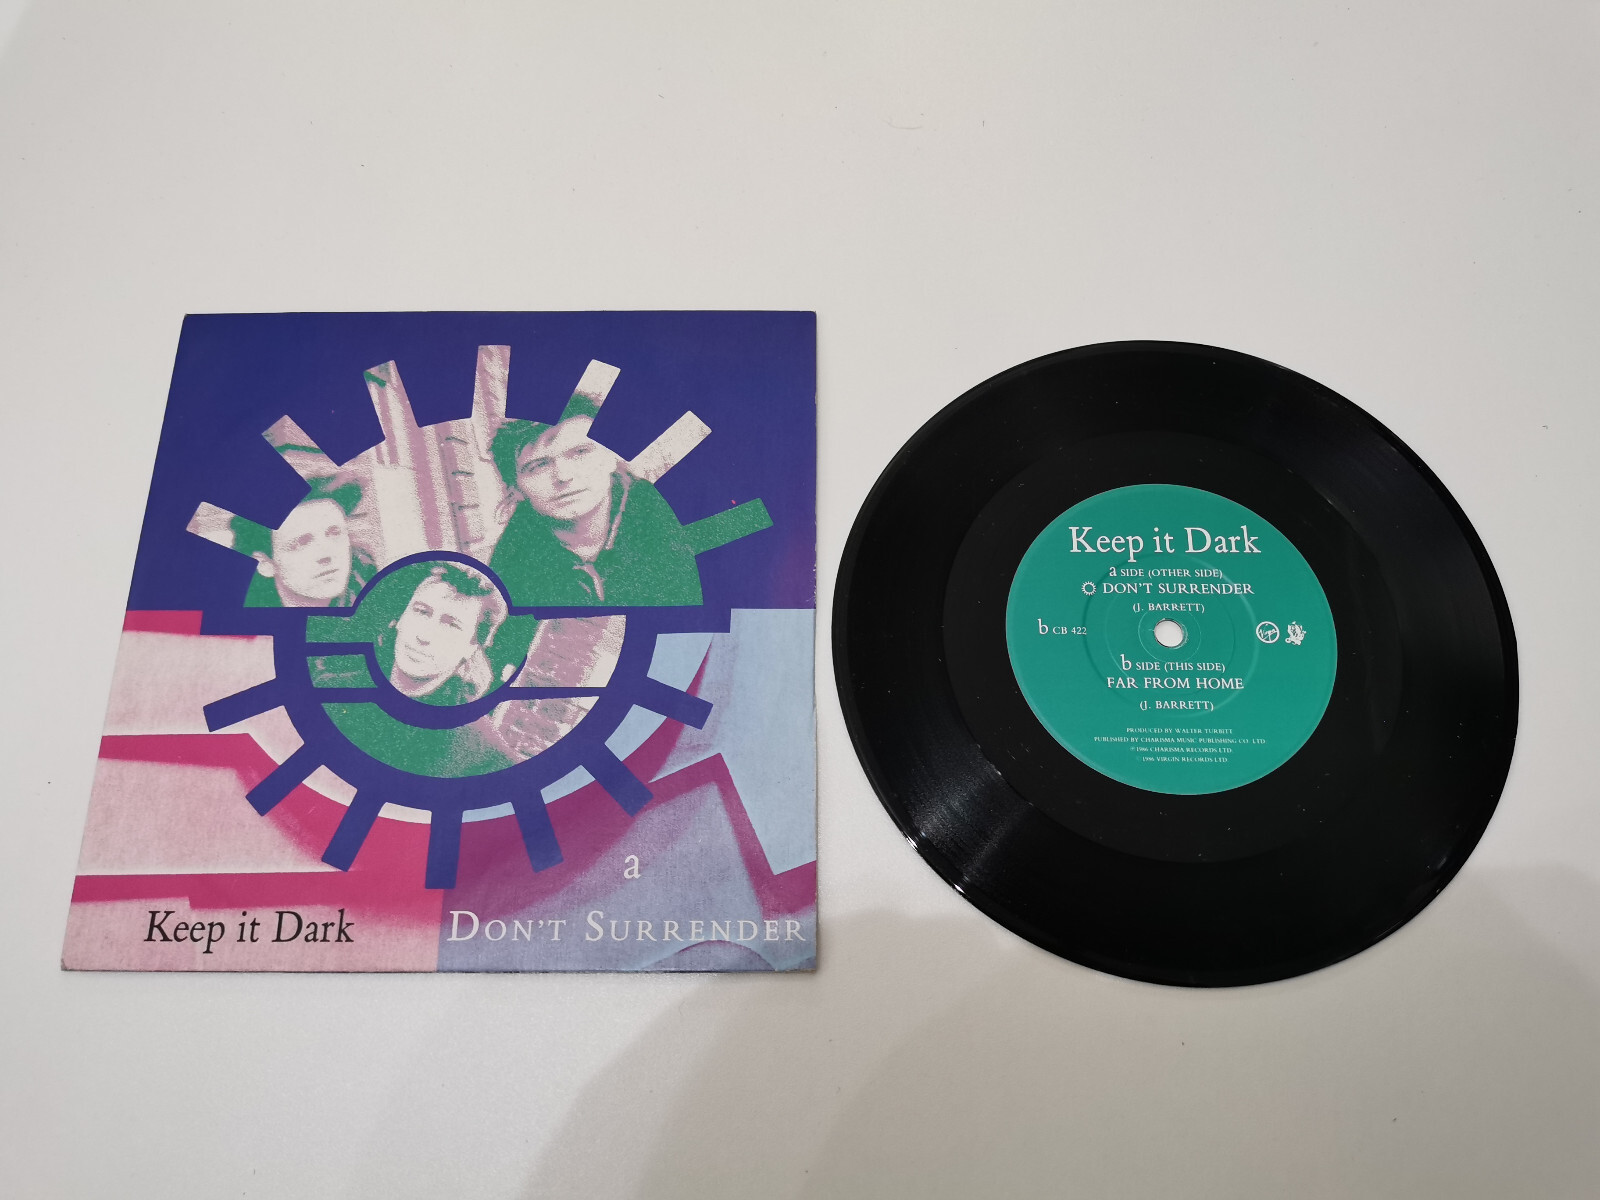 a
Keep it Dark
DON'T SURRENDER
Keep it Dark
a SIDE (OTHER SIDE)
DON'T SURRENDER
(J. BARRETT)
b CB 422
Virgin
b SIDE (THIS SIDE)
FAR FROM HOME
(J. BARRETT)
PRODUCED BY WALTER TURBITT
PUBLISHED BY CHARISMA MUSIC PUBLISHING CO. LTD
℗ 1986 CHARISMA RECORDS LTD
© 1986 VIRGIN RECORDS LTD